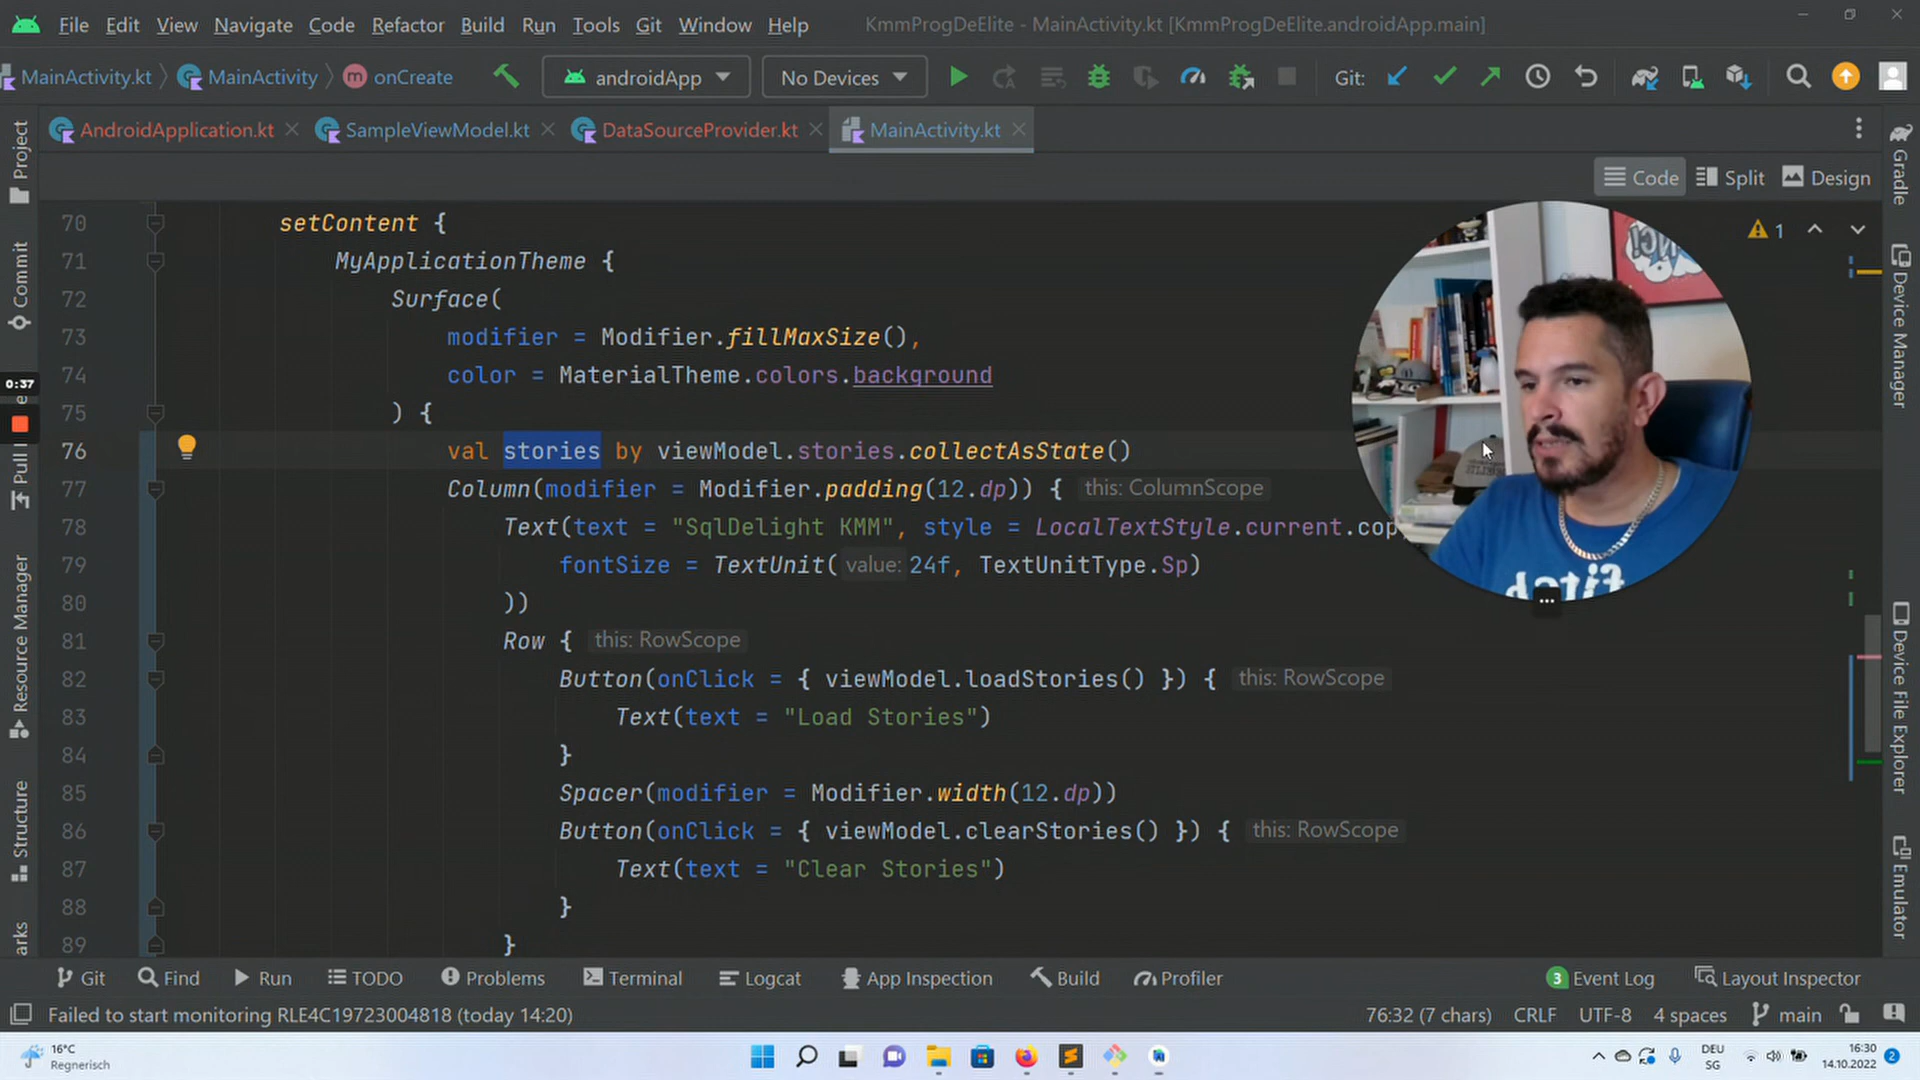 File Edit View Navigate Code Refactor Build Run Tools Git Window Help KmmProgDeElite - MainActivity.kt [KmmProgDeElite.androidApp.main]
MainActivity.kt MainActivity onCreate androidApp No Devices Git:
AndroidApplication.kt SampleViewModel.kt DataSourceProvider.kt MainActivity.kt
Code Split Design
1
70 setContent {
71 MyApplicationTheme {
72 Surface(
73 modifier = Modifier.fillMaxSize(),
74 color = MaterialTheme.colors.background
75 ) {
76 val stories by viewModel.stories.collectAsState()
77 Column(modifier = Modifier.padding(12.dp)) { this: ColumnScope
78 Text(text = "SqlDelight KMM", style = LocalTextStyle.current.cop
79 fontSize = TextUnit( value: 24f, TextUnitType.Sp)
80 ))
81 Row { this: RowScope
82 Button(onClick = { viewModel.loadStories() }) { this: RowScope
83 Text(text = "Load Stories")
84 }
85 Spacer(modifier = Modifier.width(12.dp))
86 Button(onClick = { viewModel.clearStories() }) { this: RowScope
87 Text(text = "Clear Stories")
88 }
89 }
Project
Commit
0:37
Pull
Resource Manager
Structure
arks
Gradle
Device Manager
Device File Explorer
Emulator
Git Find Run TODO Problems Terminal Logcat App Inspection Build Profiler 3 Event Log Layout Inspector
Failed to start monitoring RLE4C19723004818 (today 14:20) 76:32 (7 chars) CRLF UTF-8 4 spaces main
16°C
Regnerisch
DEU
SG
16:30
14.10.2022
2